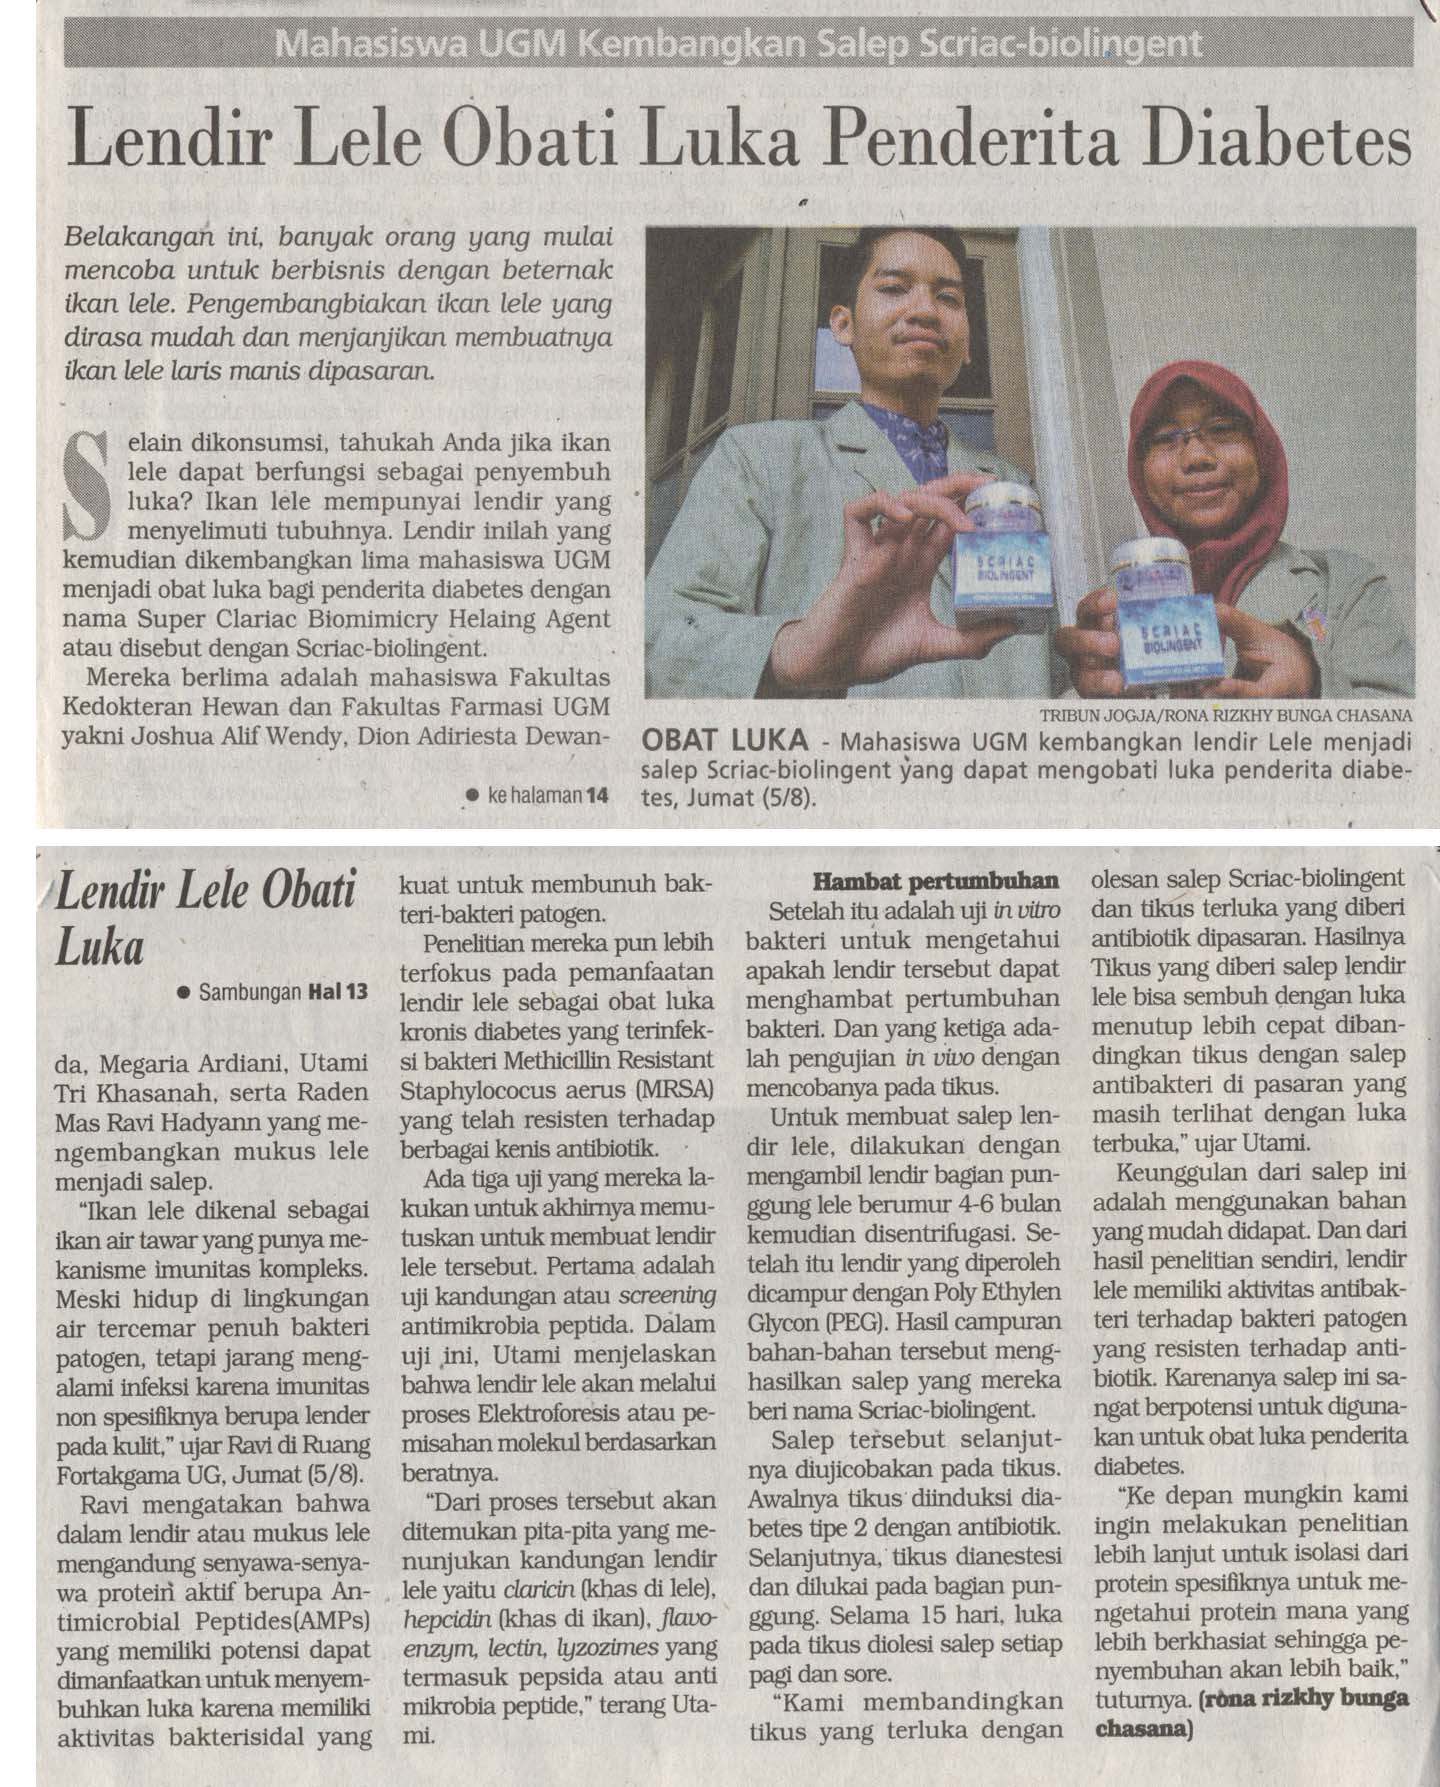 Mahasiswa UGM Kembangkan Salep Scriac-biolingent
Lendir Lele Obati Luka Penderita Diabetes
Belakangan ini, banyak orang yang mulai
mencoba untuk berbisnis dengan beternak
ikan lele. Pengembangbiakan ikan lele yang
dirasa mudah dan menjanjikan membuatnya
ikan lele laris manis dipasaran.
Selain dikonsumsi, tahukah Anda jika ikan
lele dapat berfungsi sebagai penyembuh
luka? Ikan lele mempunyai lendir yang
menyelimuti tubuhnya. Lendir inilah yang
kemudian dikembangkan lima mahasiswa UGM
menjadi obat luka bagi penderita diabetes dengan
nama Super Clariac Biomimicry Helaing Agent
atau disebut dengan Scriac-biolingent.
Mereka berlima adalah mahasiswa Fakultas
Kedokteran Hewan dan Fakultas Farmasi UGM
yakni Joshua Alif Wendy, Dion Adiriesta Dewan-
● ke halaman 14
SCRIAC
BIOLINGENT
SCRIAC
BIOLINGENT
TRIBUN JOGJA/RONA RIZKHY BUNGA CHASANA
OBAT LUKA - Mahasiswa UGM kembangkan lendir Lele menjadi
salep Scriac-biolingent yang dapat mengobati luka penderita diabe-
tes, Jumat (5/8).
Lendir Lele Obati
Luka
● Sambungan Hal 13
da, Megaria Ardiani, Utami
Tri Khasanah, serta Raden
Mas Ravi Hadyann yang me-
ngembangkan mukus lele
menjadi salep.
"Ikan lele dikenal sebagai
ikan air tawar yang punya me-
kanisme imunitas kompleks.
Meski hidup di lingkungan
air tercemar penuh bakteri
patogen, tetapi jarang meng-
alami infeksi karena imunitas
non spesifiknya berupa lender
pada kulit," ujar Ravi di Ruang
Fortakgama UG, Jumat (5/8).
Ravi mengatakan bahwa
dalam lendir atau mukus lele
mengandung senyawa-senya-
wa protein aktif berupa An-
timicrobial Peptides(AMPs)
yang memiliki potensi dapat
dimanfaatkan untuk menyem-
buhkan luka karena memiliki
aktivitas bakterisidal yang
kuat untuk membunuh bak-
teri-bakteri patogen.
Penelitian mereka pun lebih
terfokus pada pemanfaatan
lendir lele sebagai obat luka
kronis diabetes yang terinfek-
si bakteri Methicillin Resistant
Staphylococus aerus (MRSA)
yang telah resisten terhadap
berbagai kenis antibiotik.
Ada tiga uji yang mereka la-
kukan untuk akhirnya memu-
tuskan untuk membuat lendir
lele tersebut. Pertama adalah
uji kandungan atau screening
antimikrobia peptida. Dalam
uji ini, Utami menjelaskan
bahwa lendir lele akan melalui
proses Elektroforesis atau pe-
misahan molekul berdasarkan
beratnya.
"Dari proses tersebut akan
ditemukan pita-pita yang me-
nunjukan kandungan lendir
lele yaitu claricin (khas di lele),
hepcidin (khas di ikan), flavo-
enzym, lectin, lyzozimes yang
termasuk pepsida atau anti
mikrobia peptide," terang Uta-
mi.
Hambat pertumbuhan
Setelah itu adalah uji in vitro
bakteri untuk mengetahui
apakah lendir tersebut dapat
menghambat pertumbuhan
bakteri. Dan yang ketiga ada-
lah pengujian in vivo dengan
mencobanya pada tikus.
Untuk membuat salep len-
dir lele, dilakukan dengan
mengambil lendir bagian pun-
ggung lele berumur 4-6 bulan
kemudian disentrifugasi. Se-
telah itu lendir yang diperoleh
dicampur dengan Poly Ethylen
Glycon (PEG). Hasil campuran
bahan-bahan tersebut meng-
hasilkan salep yang mereka
beri nama Scriac-biolingent.
Salep tersebut selanjut-
nya diujicobakan pada tikus.
Awalnya tikus diinduksi dia-
betes tipe 2 dengan antibiotik.
Selanjutnya, tikus dianestesi
dan dilukai pada bagian pun-
ggung. Selama 15 hari, luka
pada tikus diolesi salep setiap
pagi dan sore.
"Kami membandingkan
tikus yang terluka dengan
olesan salep Scriac-biolingent
dan tikus terluka yang diberi
antibiotik dipasaran. Hasilnya
Tikus yang diberi salep lendir
lele bisa sembuh dengan luka
menutup lebih cepat diban-
dingkan tikus dengan salep
antibakteri di pasaran yang
masih terlihat dengan luka
terbuka," ujar Utami.
Keunggulan dari salep ini
adalah menggunakan bahan
yang mudah didapat. Dan dari
hasil penelitian sendiri, lendir
lele memiliki aktivitas antibak-
teri terhadap bakteri patogen
yang resisten terhadap anti-
biotik. Karenanya salep ini sa-
ngat berpotensi untuk diguna-
kan untuk obat luka penderita
diabetes.
"Ke depan mungkin kami
ingin melakukan penelitian
lebih lanjut untuk isolasi dari
protein spesifiknya untuk me-
ngetahui protein mana yang
lebih berkhasiat sehingga pe-
nyembuhan akan lebih baik,"
tuturnya. (rona rizkhy bunga
chasana)